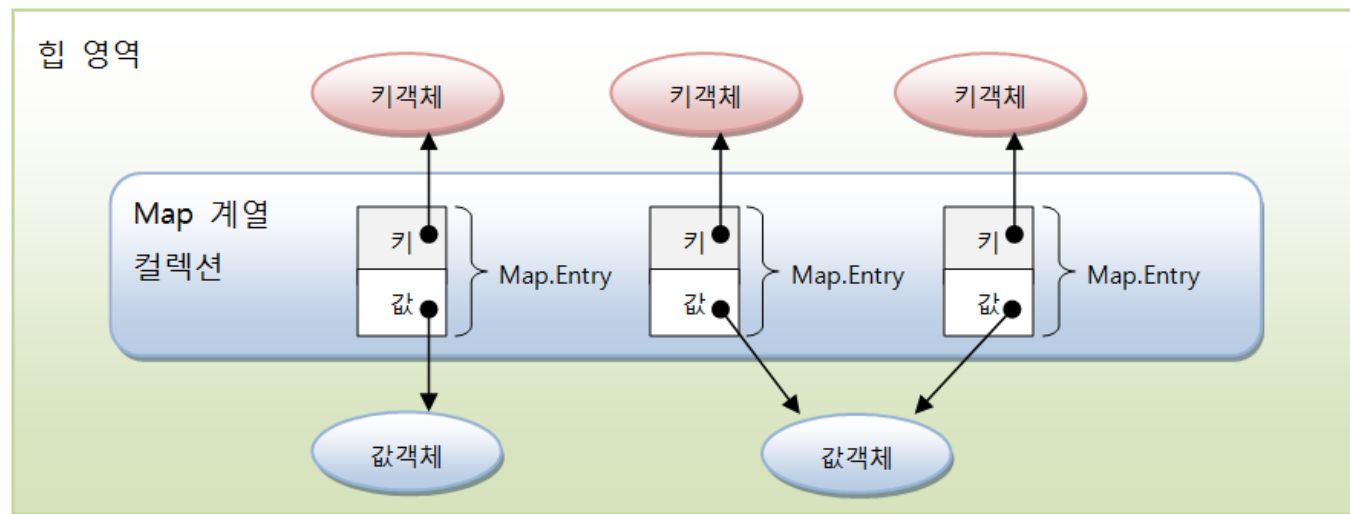 힙 영역
키객체
키객체
키객체
Map 계열
컬렉션
키
값
Map.Entry
키
값
Map.Entry
키
값
Map.Entry
값객체
값객체